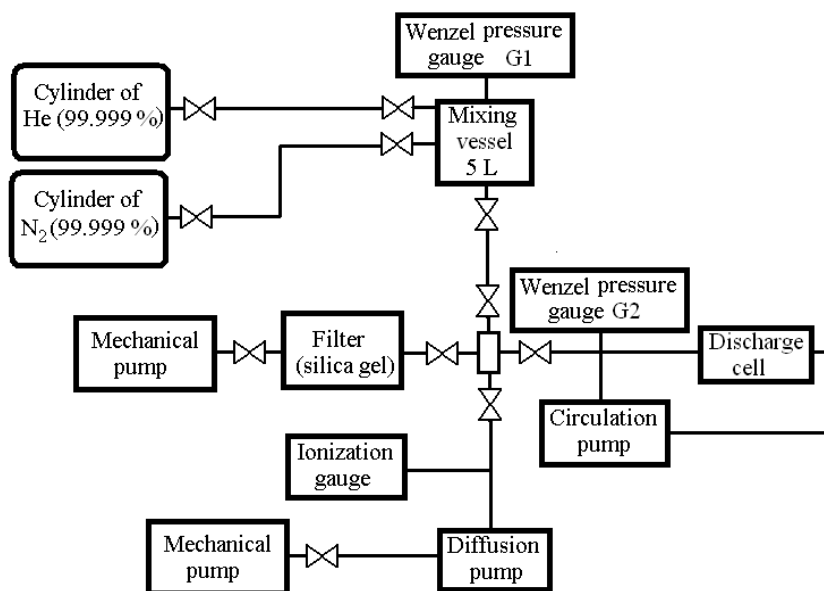 Wenzel pressure
gauge G1
Cylinder of
He (99.999 %)
Mixing
vessel
5 L
Cylinder of
N₂ (99.999 %)
Wenzel pressure
gauge G2
Mechanical
pump
Filter
(silica gel)
Discharge
cell
Circulation
pump
Ionization
gauge
Mechanical
pump
Diffusion
pump